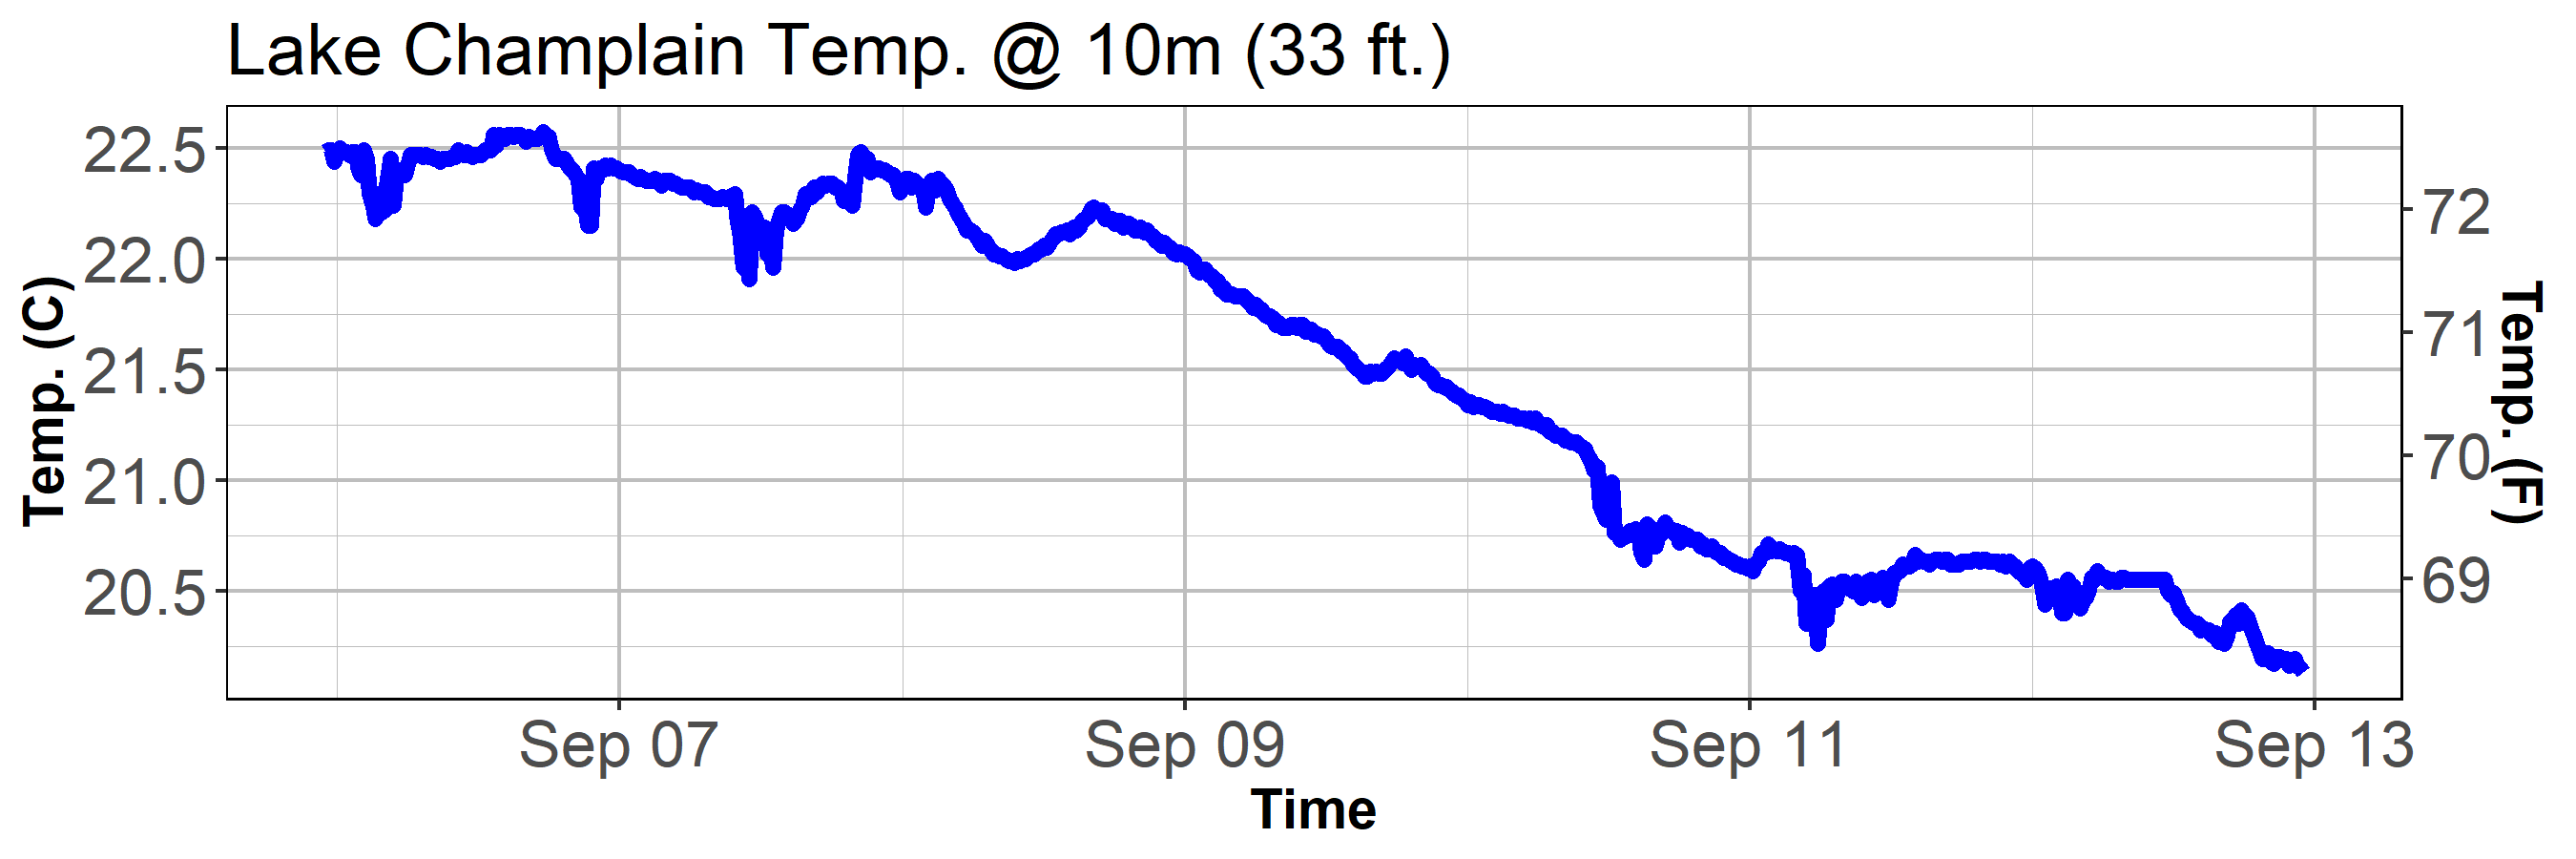 Lake Champlain Temp. @ 10m (33 ft.)
Temp. (C)
22.5
22.0
21.5
21.0
20.5
72
71
70
69
Temp. (F)
Sep 07
Sep 09
Sep 11
Sep 13
Time